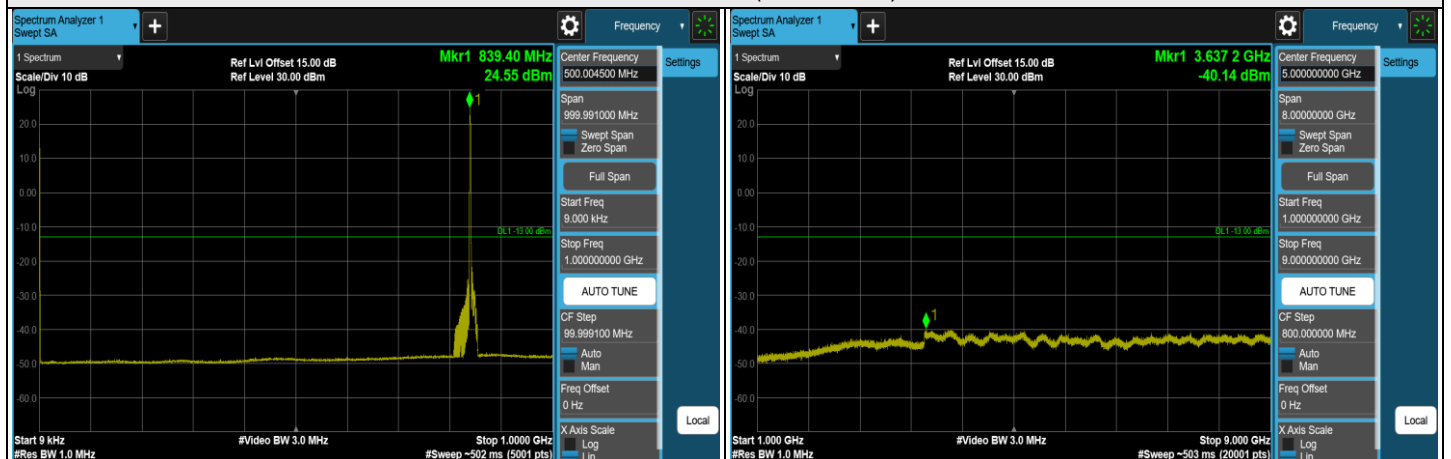 Spectrum Analyzer 1
Swept SA
+
Frequency
1 Spectrum
Ref Lvl Offset 15.00 dB
Mkr1 839.40 MHz
Scale/Div 10 dB
Ref Level 30.00 dBm
24.55 dBm
Log
1
20.0
10.0
0.00
-10.0
DL1 -13.00 dBm
-20.0
-30.0
-40.0
-50.0
-60.0
Start 9 kHz
#Video BW 3.0 MHz
Stop 1.0000 GHz
#Res BW 1.0 MHz
#Sweep ~502 ms (5001 pts)
Center Frequency
500.004500 MHz
Settings
Span
999.991000 MHz
Swept Span
Zero Span
Full Span
Start Freq
9.000 kHz
Stop Freq
1.000000000 GHz
AUTO TUNE
CF Step
99.999100 MHz
Auto
Man
Freq Offset
0 Hz
X Axis Scale
Log
Lin
Local
Spectrum Analyzer 1
Swept SA
+
Frequency
1 Spectrum
Ref Lvl Offset 15.00 dB
Mkr1 3.637 2 GHz
Scale/Div 10 dB
Ref Level 30.00 dBm
-40.14 dBm
Log
1
20.0
10.0
0.00
-10.0
DL1 -13.00 dBm
-20.0
-30.0
-40.0
-50.0
-60.0
Start 1.000 GHz
#Video BW 3.0 MHz
Stop 9.000 GHz
#Res BW 1.0 MHz
#Sweep ~503 ms (20001 pts)
Center Frequency
5.000000000 GHz
Settings
Span
8.00000000 GHz
Swept Span
Zero Span
Full Span
Start Freq
1.000000000 GHz
Stop Freq
9.000000000 GHz
AUTO TUNE
CF Step
800.000000 MHz
Auto
Man
Freq Offset
0 Hz
X Axis Scale
Log
Lin
Local